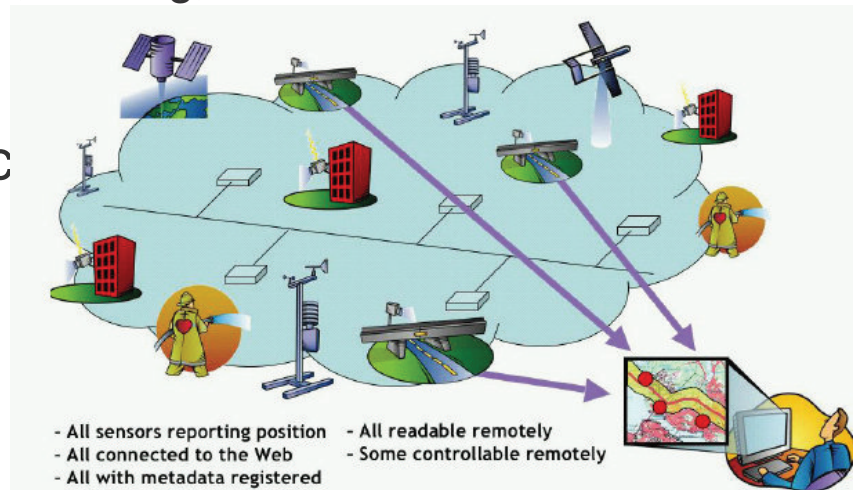 - All sensors reporting position
- All connected to the Web
- All with metadata registered
- All readable remotely
- Some controllable remotely